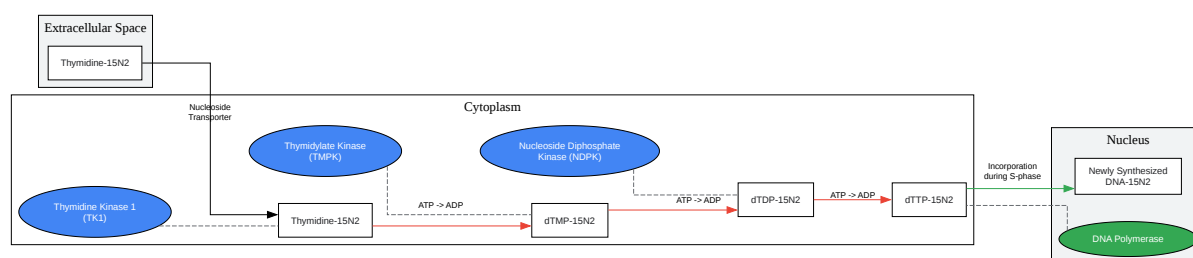 Extracellular Space
Thymidine-15N2
Nucleoside
Transporter
Cytoplasm
Thymidylate Kinase
(TMPK)
Nucleoside Diphosphate
Kinase (NDPK)
Thymidine Kinase 1
(TK1)
Thymidine-15N2
ATP -> ADP
dTMP-15N2
ATP -> ADP
dTDP-15N2
ATP -> ADP
dTTP-15N2
Incorporation
during S-phase
Nucleus
Newly Synthesized
DNA-15N2
DNA Polymerase